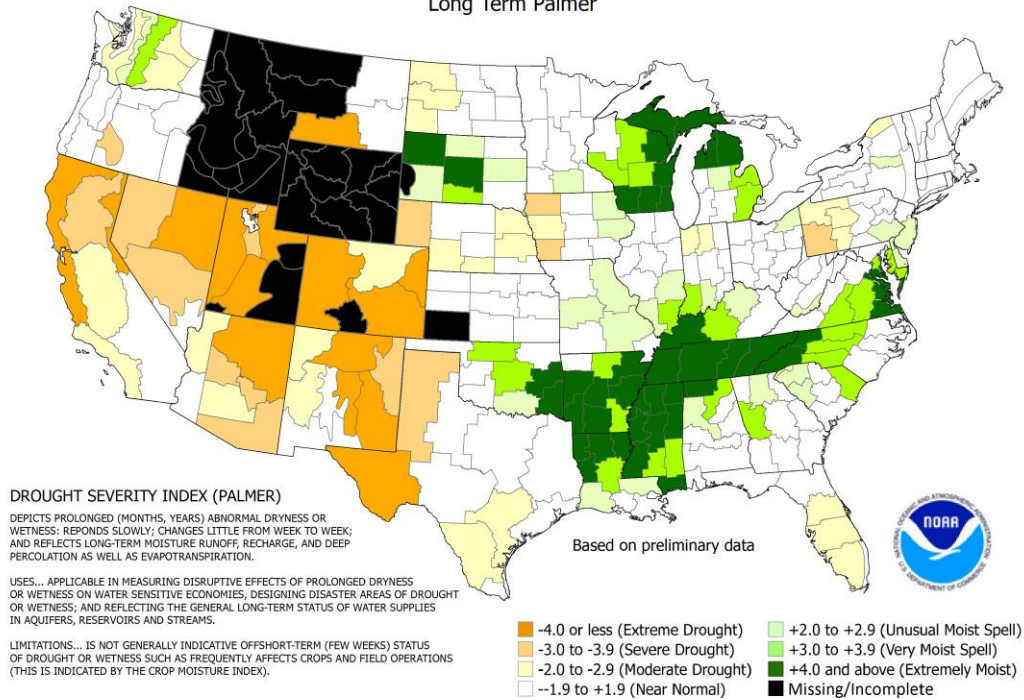 Long Term Palmer
DROUGHT SEVERITY INDEX (PALMER)
DEPICTS PROLONGED (MONTHS, YEARS) ABNORMAL DRYNESS OR
WETNESS: REPONDS SLOWLY; CHANGES LITTLE FROM WEEK TO WEEK;
AND REFLECTS LONG-TERM MOISTURE RUNOFF, RECHARGE, AND DEEP
PERCOLATION AS WELL AS EVAPOTRANSPIRATION.
USES... APPLICABLE IN MEASURING DISRUPTIVE EFFECTS OF PROLONGED DRYNESS
OR WETNESS ON WATER SENSITIVE ECONOMIES, DESIGNING DISASTER AREAS OF DROUGHT
OR WETNESS; AND REFLECTING THE GENERAL LONG-TERM STATUS OF WATER SUPPLIES
IN AQUIFERS, RESERVOIRS AND STREAMS.
LIMITATIONS... IS NOT GENERALLY INDICATIVE OFFSHORT-TERM (FEW WEEKS) STATUS
OF DROUGHT OR WETNESS SUCH AS FREQUENTLY AFFECTS CROPS AND FIELD OPERATIONS
(THIS IS INDICATED BY THE CROP MOISTURE INDEX).
Based on preliminary data
NATIONAL OCEANIC AND ATMOSPHERIC ADMINISTRATION
NOAA
U.S. DEPARTMENT OF COMMERCE
-4.0 or less (Extreme Drought)
-3.0 to -3.9 (Severe Drought)
-2.0 to -2.9 (Moderate Drought)
--1.9 to +1.9 (Near Normal)
+2.0 to +2.9 (Unusual Moist Spell)
+3.0 to +3.9 (Very Moist Spell)
+4.0 and above (Extremely Moist)
Missing/Incomplete